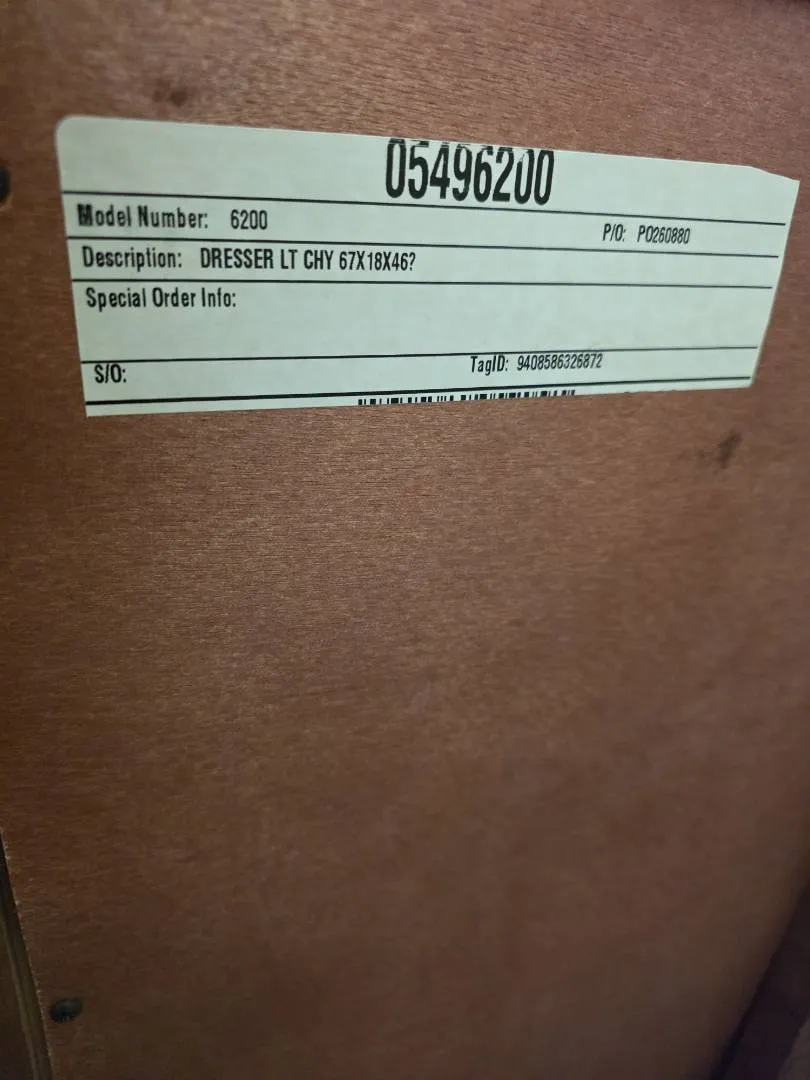 05496200
Model Number: 6200
P/O: PO260880
Description: DRESSER LT CHY 67X18X46?
Special Order Info:
S/O:
TagID: 9408586326872